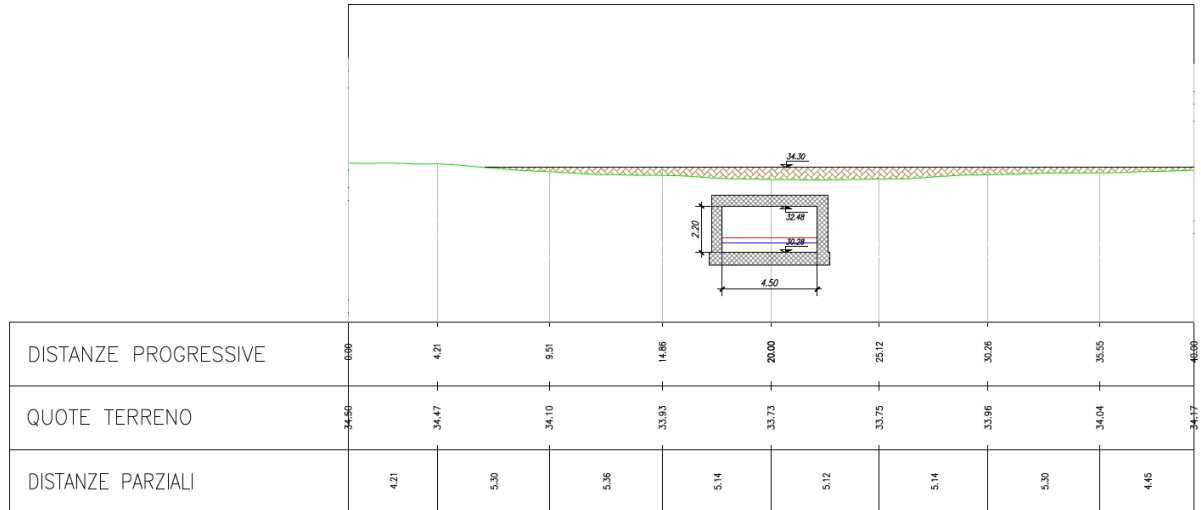 34.30
32.48
2.20
30.28
4.50
DISTANZE PROGRESSIVE
0.00 4.21 9.51 14.86 20.00 25.12 30.26 35.55 40.00
QUOTE TERRENO
34.50 34.47 34.10 33.93 33.73 33.75 33.96 34.04 34.17
DISTANZE PARZIALI
4.21 5.30 5.36 5.14 5.12 5.14 5.30 4.45